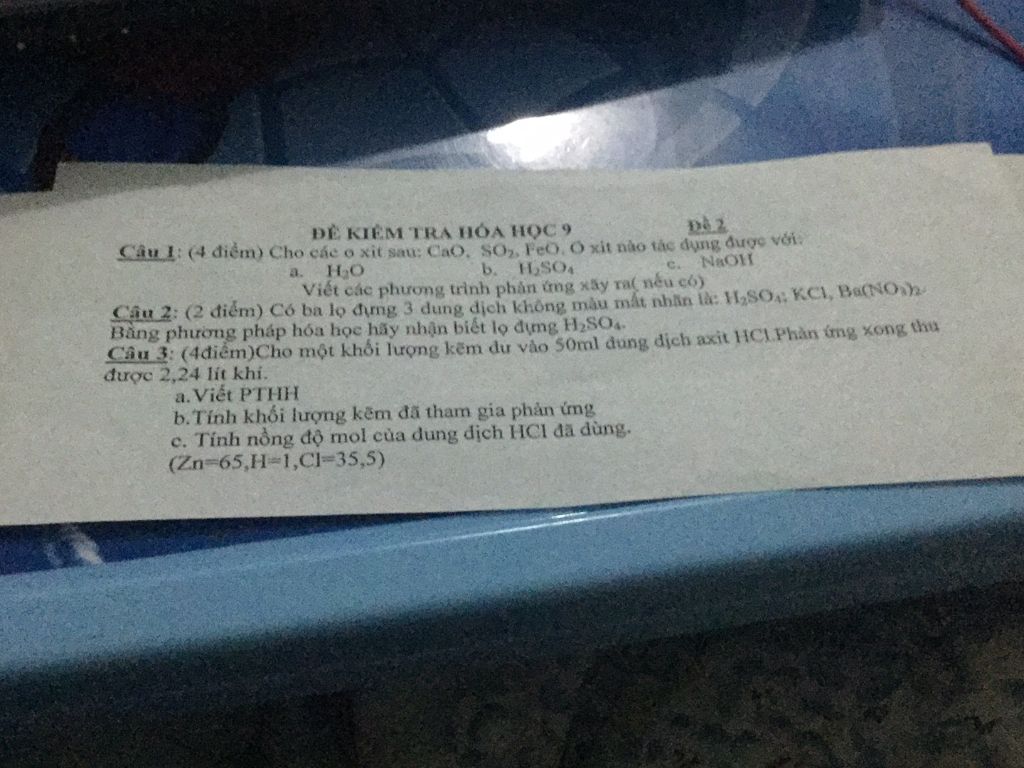 ĐỀ KIỂM TRA HÓA HỌC 9 Đề 2
Câu 1: (4 điểm) Cho các o xit sau: CaO, SO₂, FeO. O xit nào tác dụng được với:
a. H₂O b. H₂SO₄ c. NaOH
Viết các phương trình phản ứng xãy ra( nếu có)
Câu 2: (2 điểm) Có ba lọ đựng 3 dung dịch không màu mất nhãn là: H₂SO₄; KCl, Ba(NO₃)₂.
Bằng phương pháp hóa học hãy nhận biết lọ đựng H₂SO₄.
Câu 3: (4điểm)Cho một khối lượng kẽm dư vào 50ml dung dịch axit HCl.Phản ứng xong thu
được 2,24 lít khí.
a.Viết PTHH
b.Tính khối lượng kẽm đã tham gia phản ứng
c. Tính nồng độ mol của dung dịch HCl đã dùng.
(Zn=65,H=1,Cl=35,5)